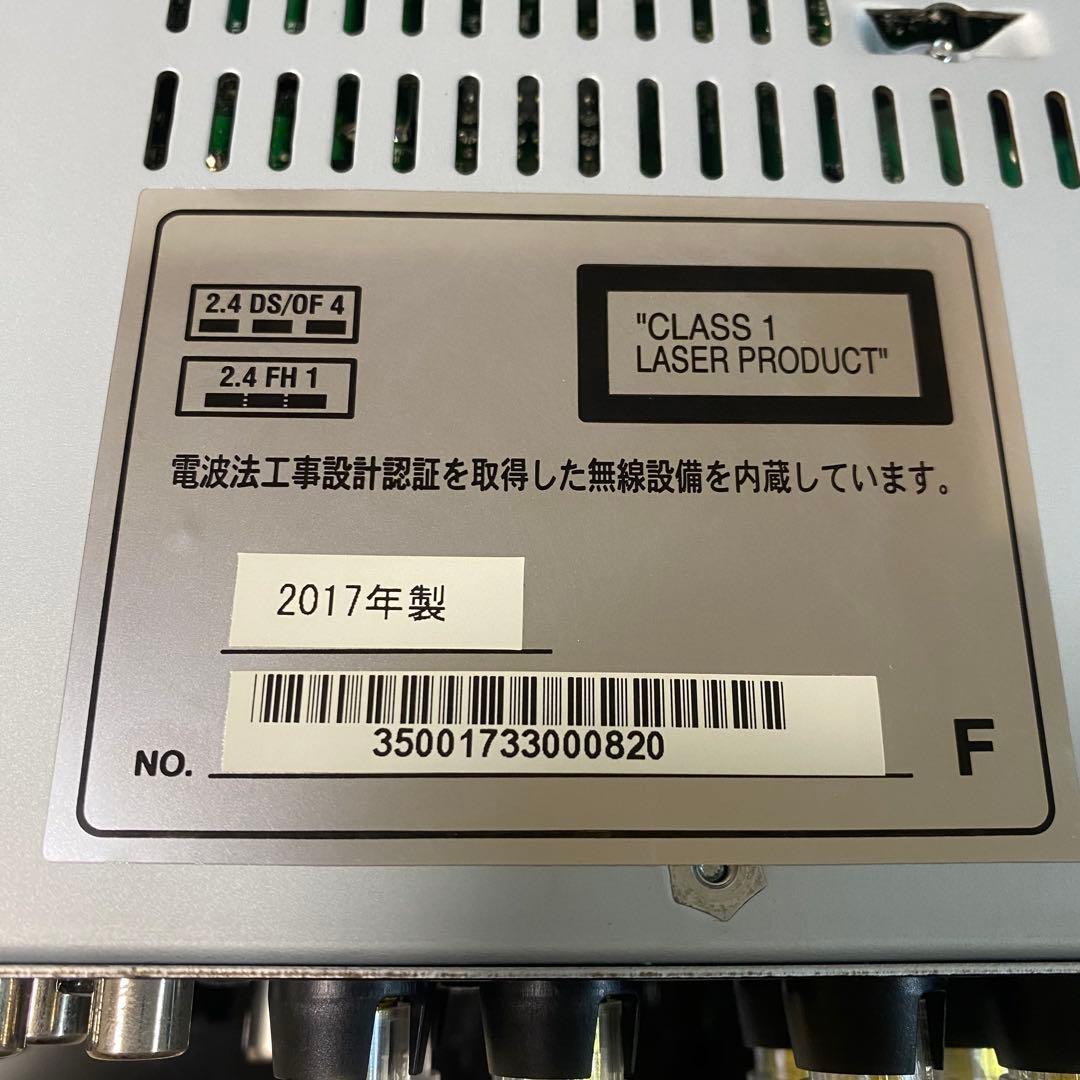 2.4 DS/OF 4
2.4 FH 1
"CLASS 1
LASER PRODUCT"
電波法工事設計認証を取得した無線設備を内蔵しています。
2017年製
35001733000820
NO.
F